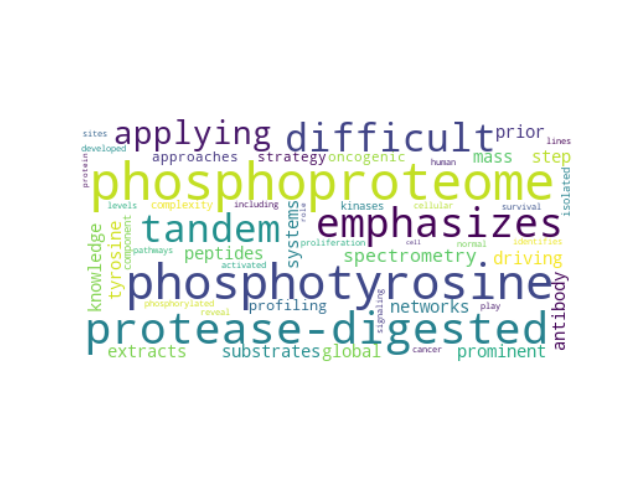 sites applying difficult prior lines
developed
protein approaches strategy oncogenic human mass step
phosphoproteome isolated
levels complexity including kinases cellular survival
role
component tandem systems emphasizes
knowledge tyrosine proliferation cell normal identifies
pathways peptides spectrometry driving
activated
phosphotyrosine antibody
phosphorylated profiling signaling networks play
reveal
protease-digested
extracts substrates global cancer prominent